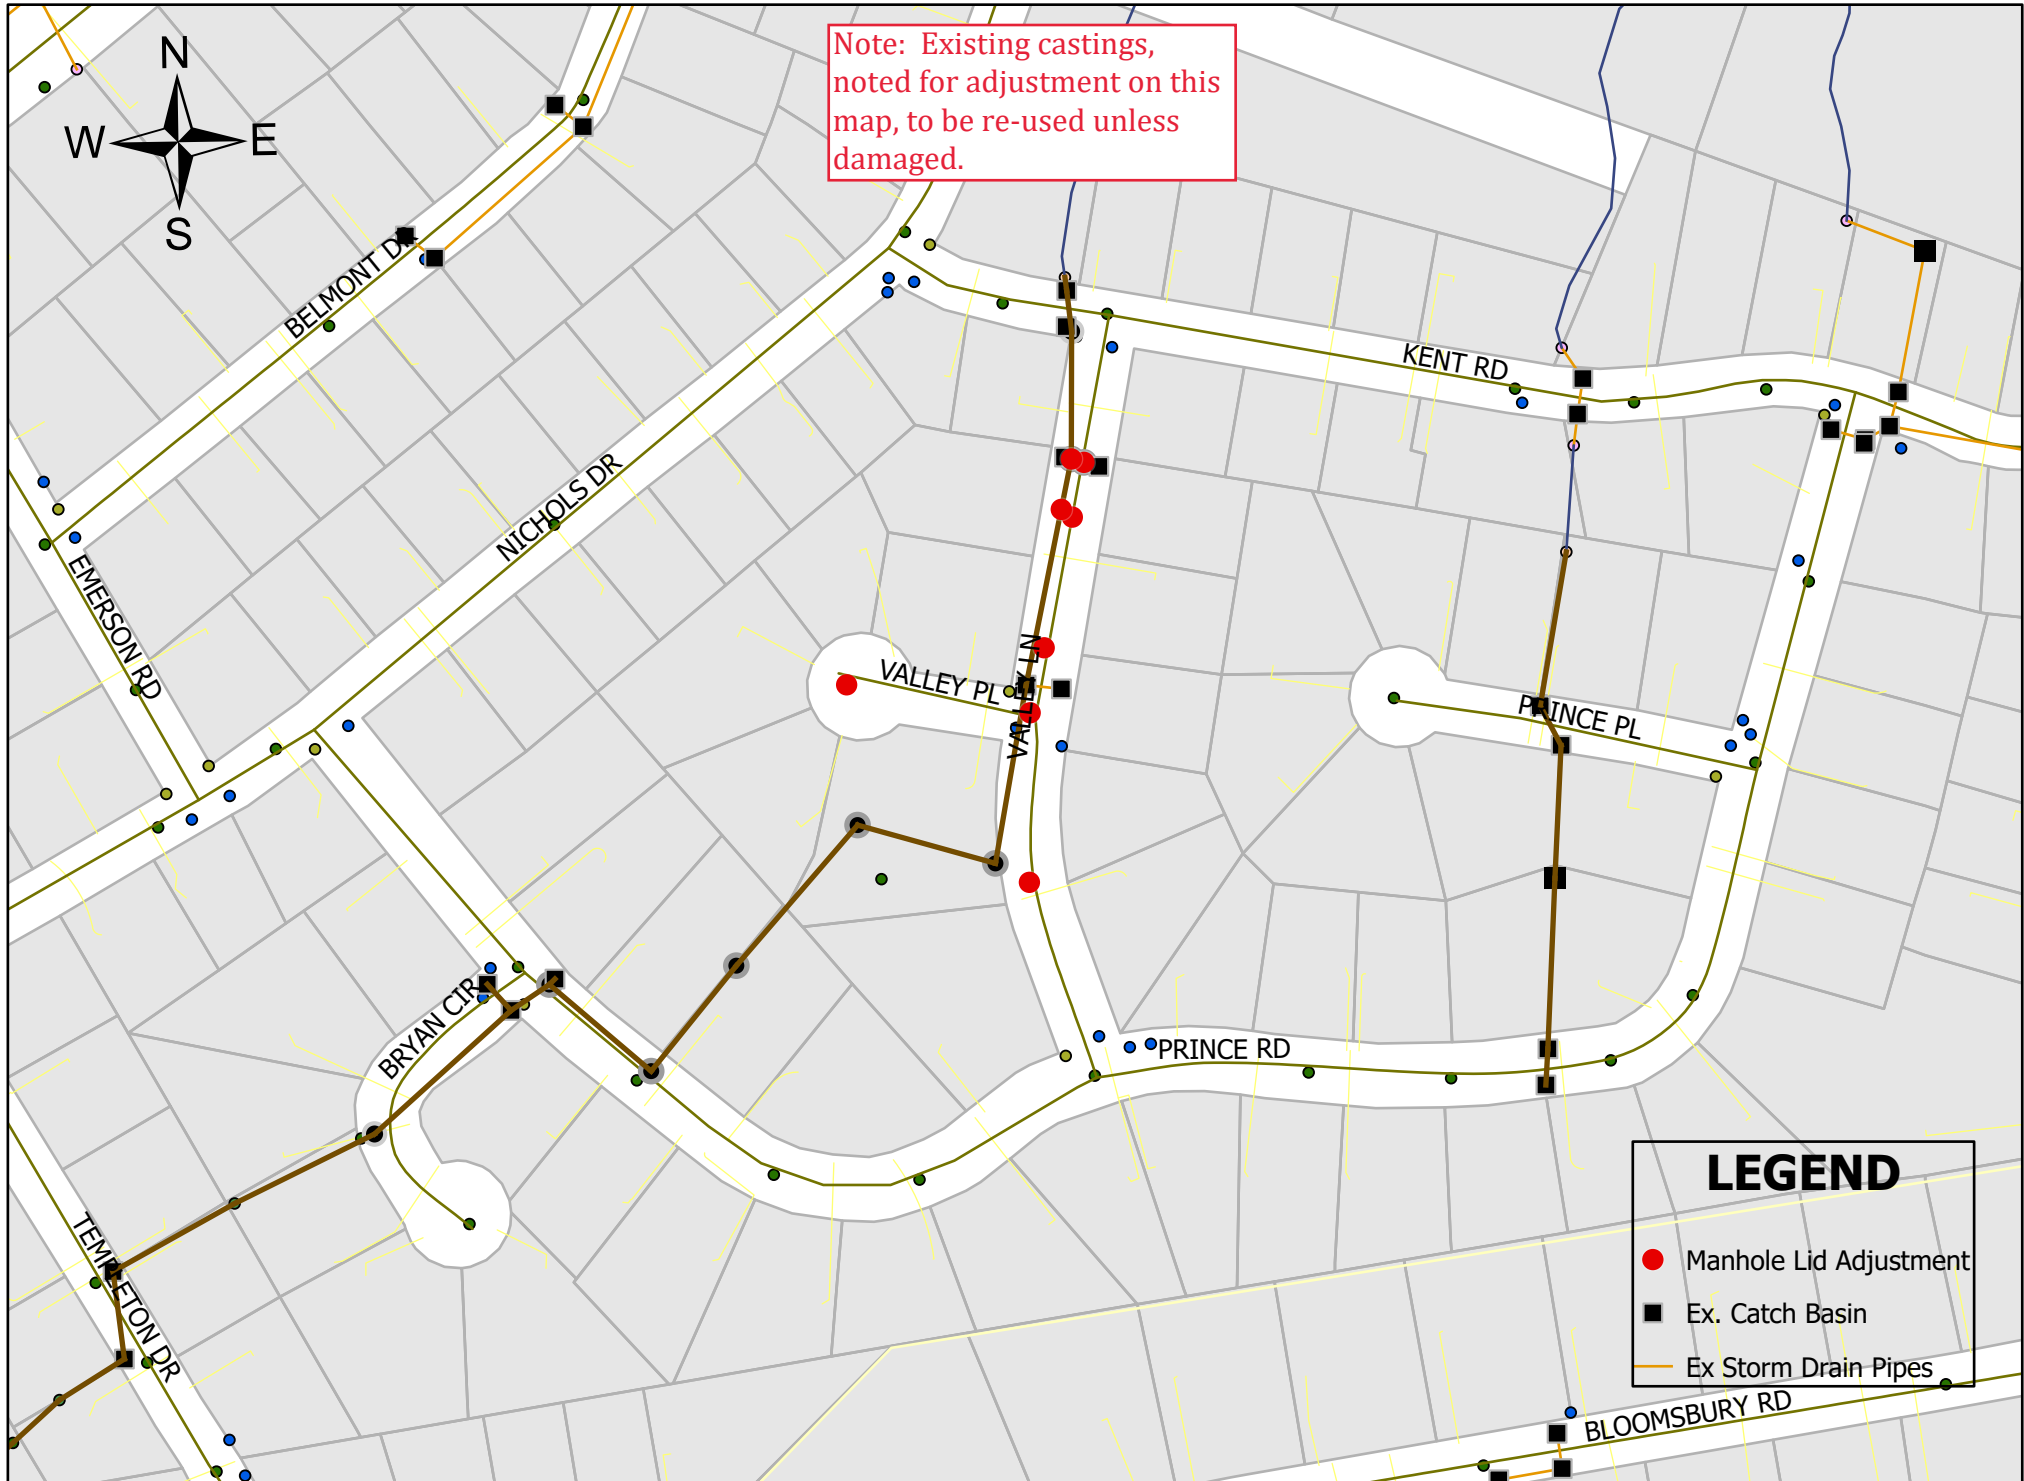 N
W E
S
Note:  Existing castings,
noted for adjustment on this
map, to be re-used unless
damaged.
BELMONT DR
NICHOLS DR
KENT RD
EMERSON RD
VALLEY PL
VALLEY LN
PRINCE PL
BRYAN CIR
PRINCE RD
TEMPLETON DR
BLOOMSBURY RD
LEGEND
Manhole Lid Adjustment
Ex. Catch Basin
Ex Storm Drain Pipes